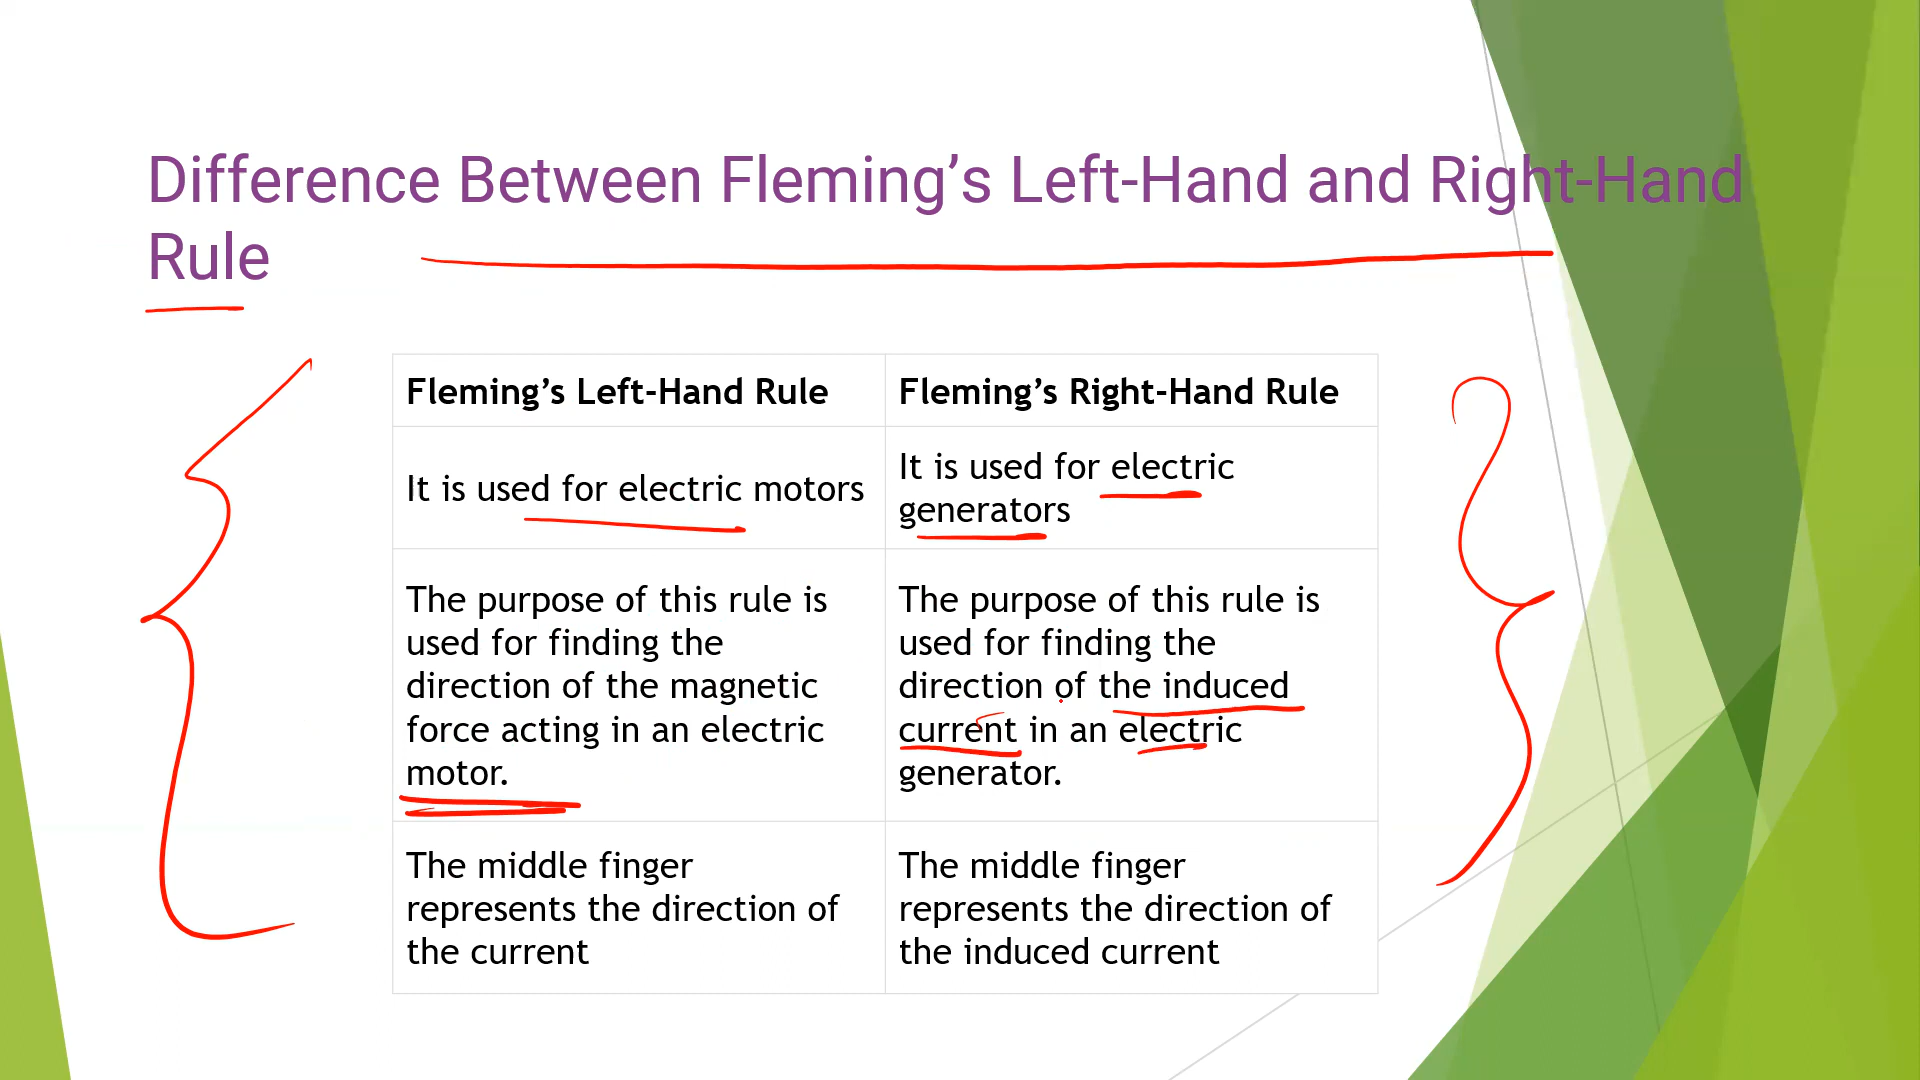 Difference Between Fleming’s Left-Hand and Right-Hand
Rule
Fleming’s Left-Hand Rule
Fleming’s Right-Hand Rule
It is used for electric motors
It is used for electric
generators
The purpose of this rule is
used for finding the
direction of the magnetic
force acting in an electric
motor.
The purpose of this rule is
used for finding the
direction of the induced
current in an electric
generator.
The middle finger
represents the direction of
the current
The middle finger
represents the direction of
the induced current